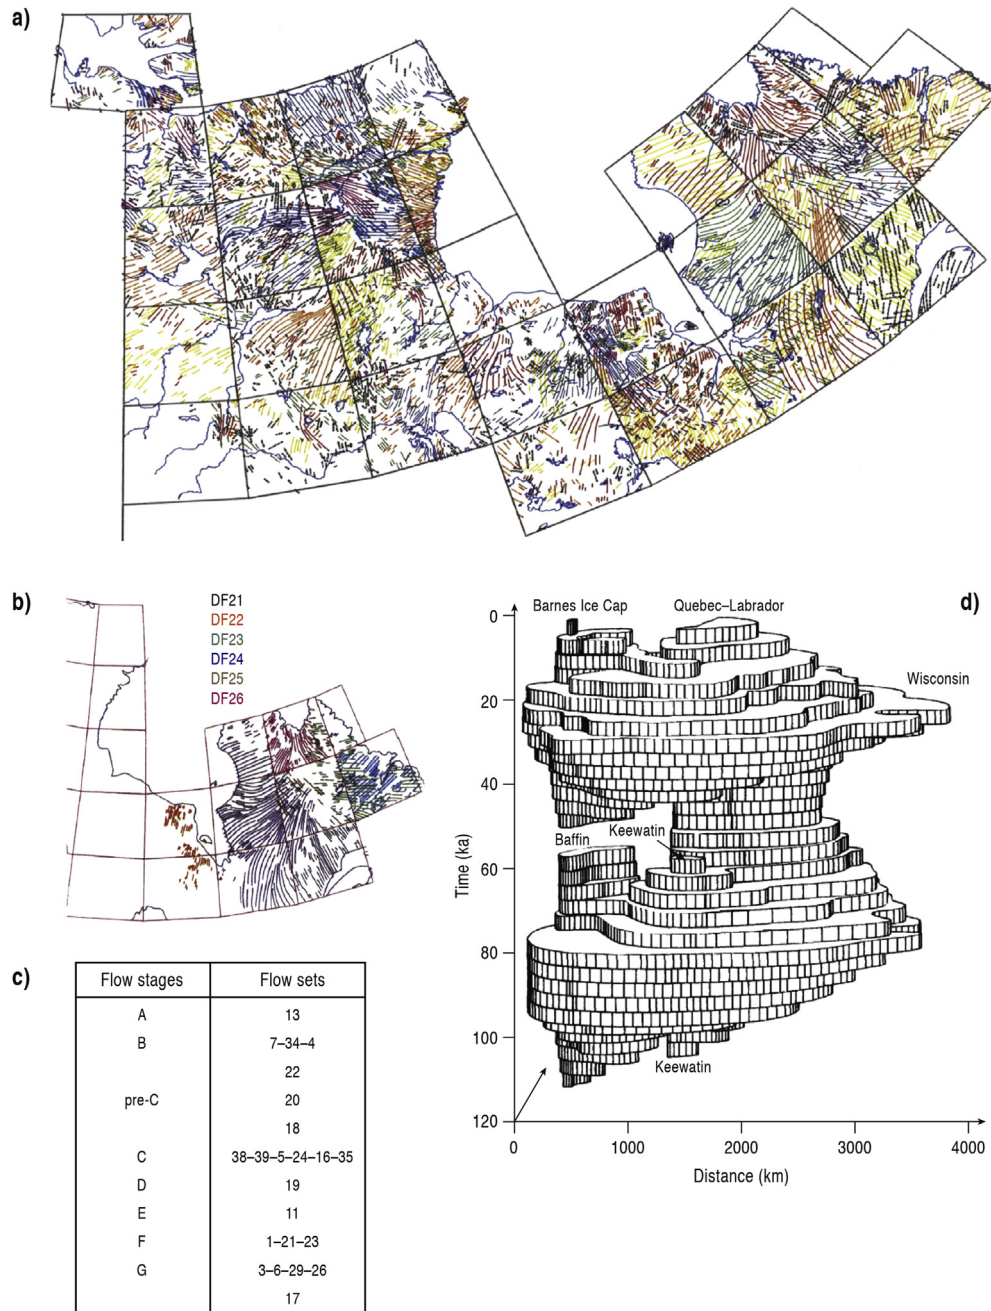 a)
b)
DF21
DF22
DF23
DF24
DF25
DF26
c)
Flow stages Flow sets
A 13
B 7–34–4
22
pre-C 20
18
C 38–39–5–24–16–35
D 19
E 11
F 1–21–23
G 3–6–29–26
17
d)
Barnes Ice Cap Quebec–Labrador
Wisconsin
Baffin
Keewatin
Keewatin
Time (ka)
0
20
40
60
80
100
120
0 1000 2000 3000 4000
Distance (km)